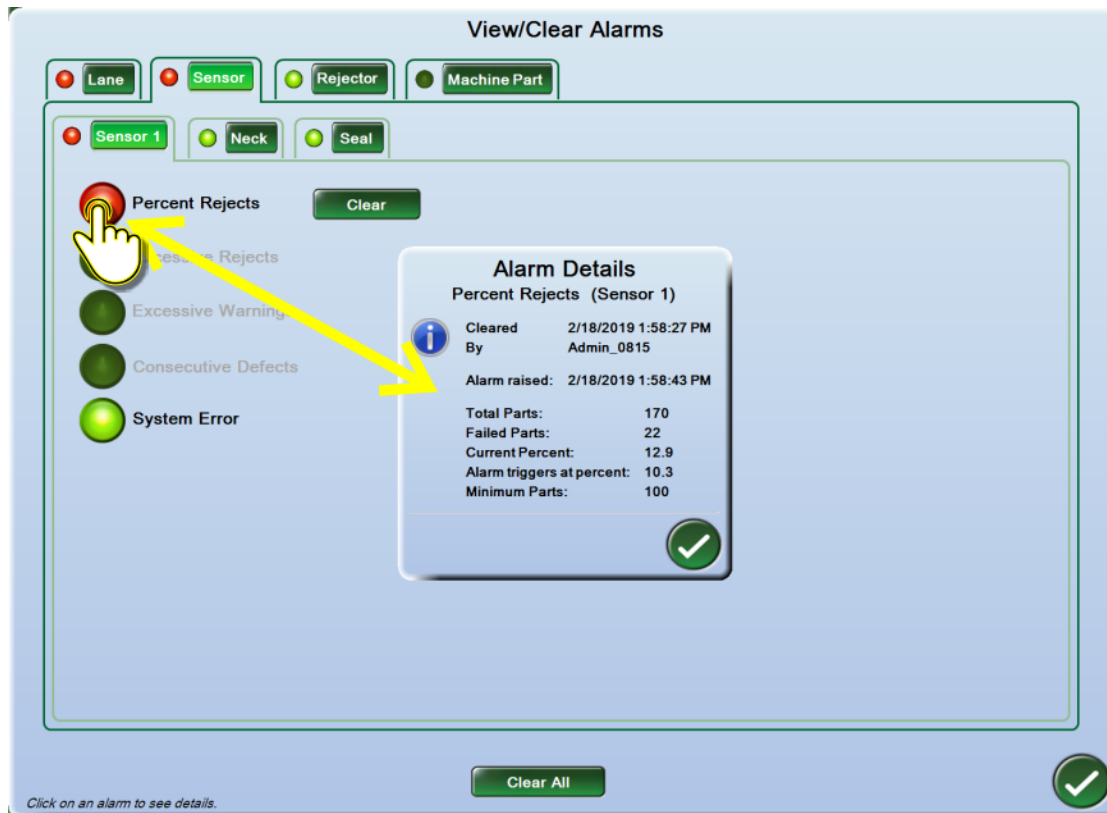 View/Clear Alarms
Lane Sensor Rejector Machine Part
Sensor 1 Neck Seal
Percent Rejects Clear
Rejects
Excessive Warning
Consecutive Defects
System Error
Alarm Details
Percent Rejects (Sensor 1)
Cleared 2/18/2019 1:58:27 PM
By Admin_0815
Alarm raised: 2/18/2019 1:58:43 PM
Total Parts: 170
Failed Parts: 22
Current Percent: 12.9
Alarm triggers at percent: 10.3
Minimum Parts: 100
Clear All
Click on an alarm to see details.